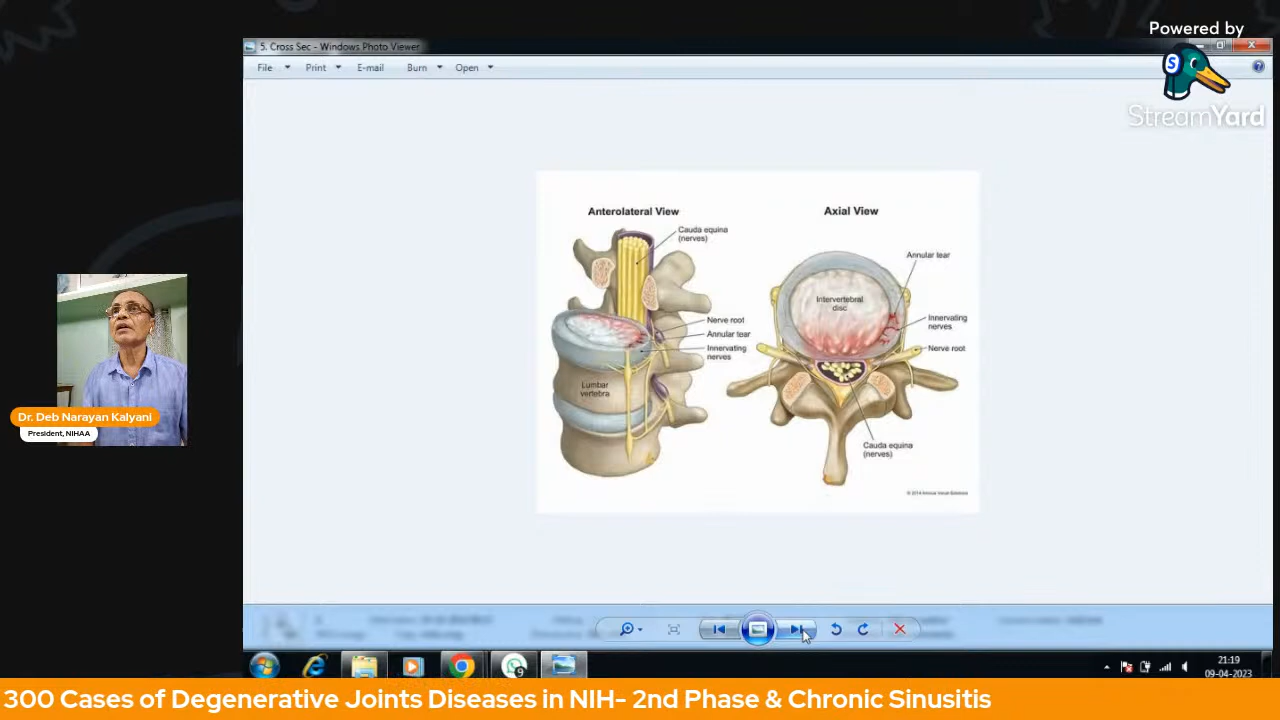 Powered by
StreamYard
5. Cross Sec - Windows Photo Viewer
File
Print
E-mail
Burn
Open
Anterolateral View
Axial View
Cauda equina
(nerves)
Nerve root
Annular tear
Innervating
nerves
Lumbar
vertebra
Annular tear
Intervertebral
disc
Innervating
nerves
Nerve root
Cauda equina
(nerves)
Dr. Deb Narayan Kalyani
President, NIHAA
21:19
09-04-2023
300 Cases of Degenerative Joints Diseases in NIH- 2nd Phase & Chronic Sinusitis